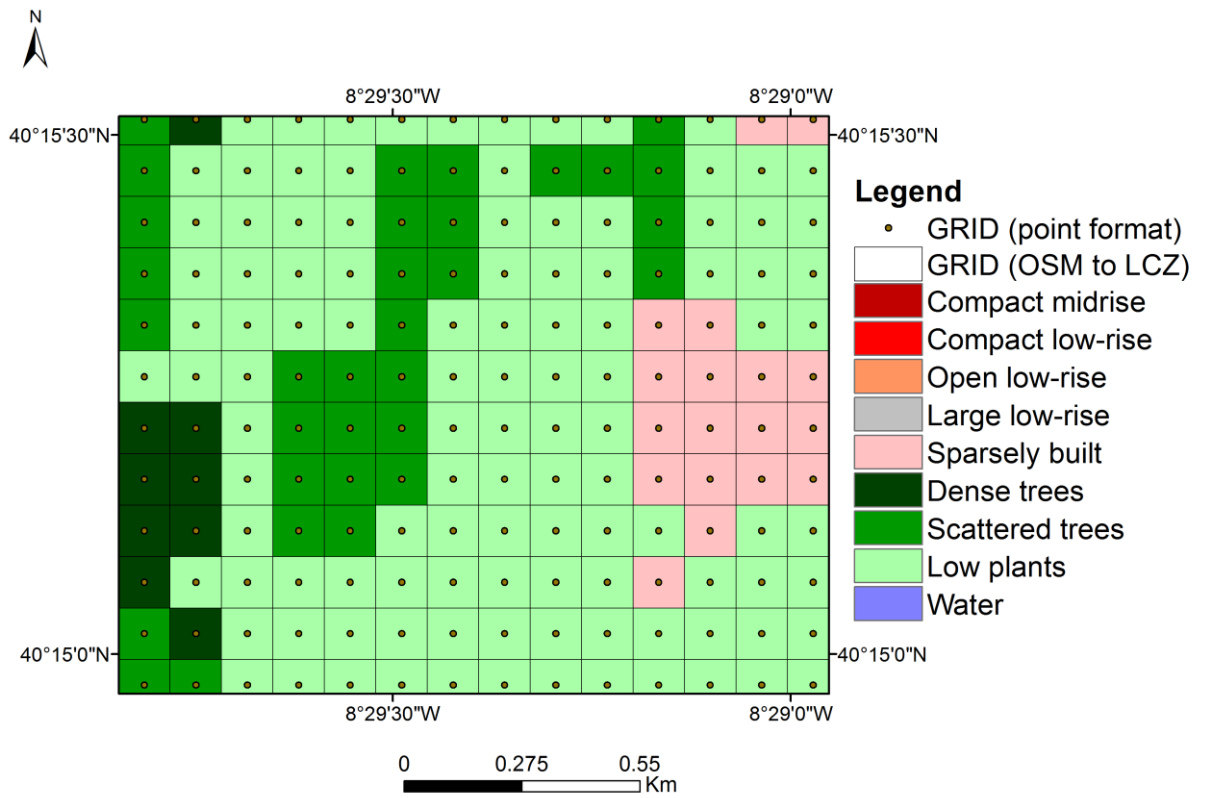 N
8°29'30"W
8°29'0"W
40°15'30"N
40°15'30"N
Legend
GRID (point format)
GRID (OSM to LCZ)
Compact midrise
Compact low-rise
Open low-rise
Large low-rise
Sparsely built
Dense trees
Scattered trees
Low plants
Water
40°15'0"N
40°15'0"N
8°29'30"W
8°29'0"W
0
0.275
0.55
Km